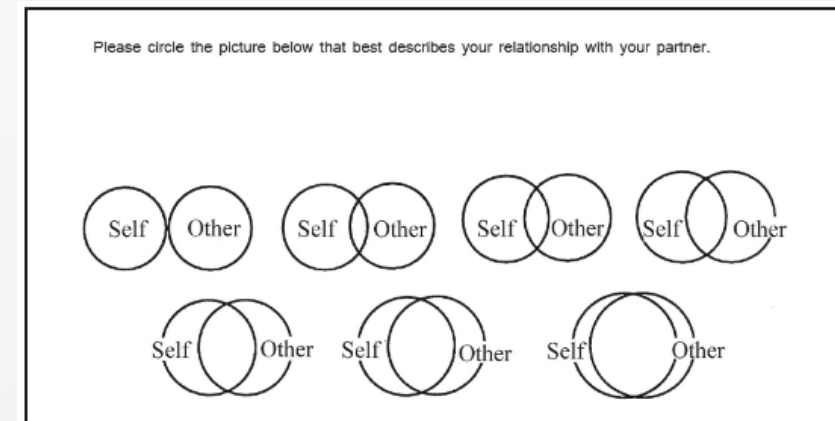 Please circle the picture below that best describes your relationship with your partner.
Self Other Self Other Self Other Self Other
Self Other Self Other Self Other